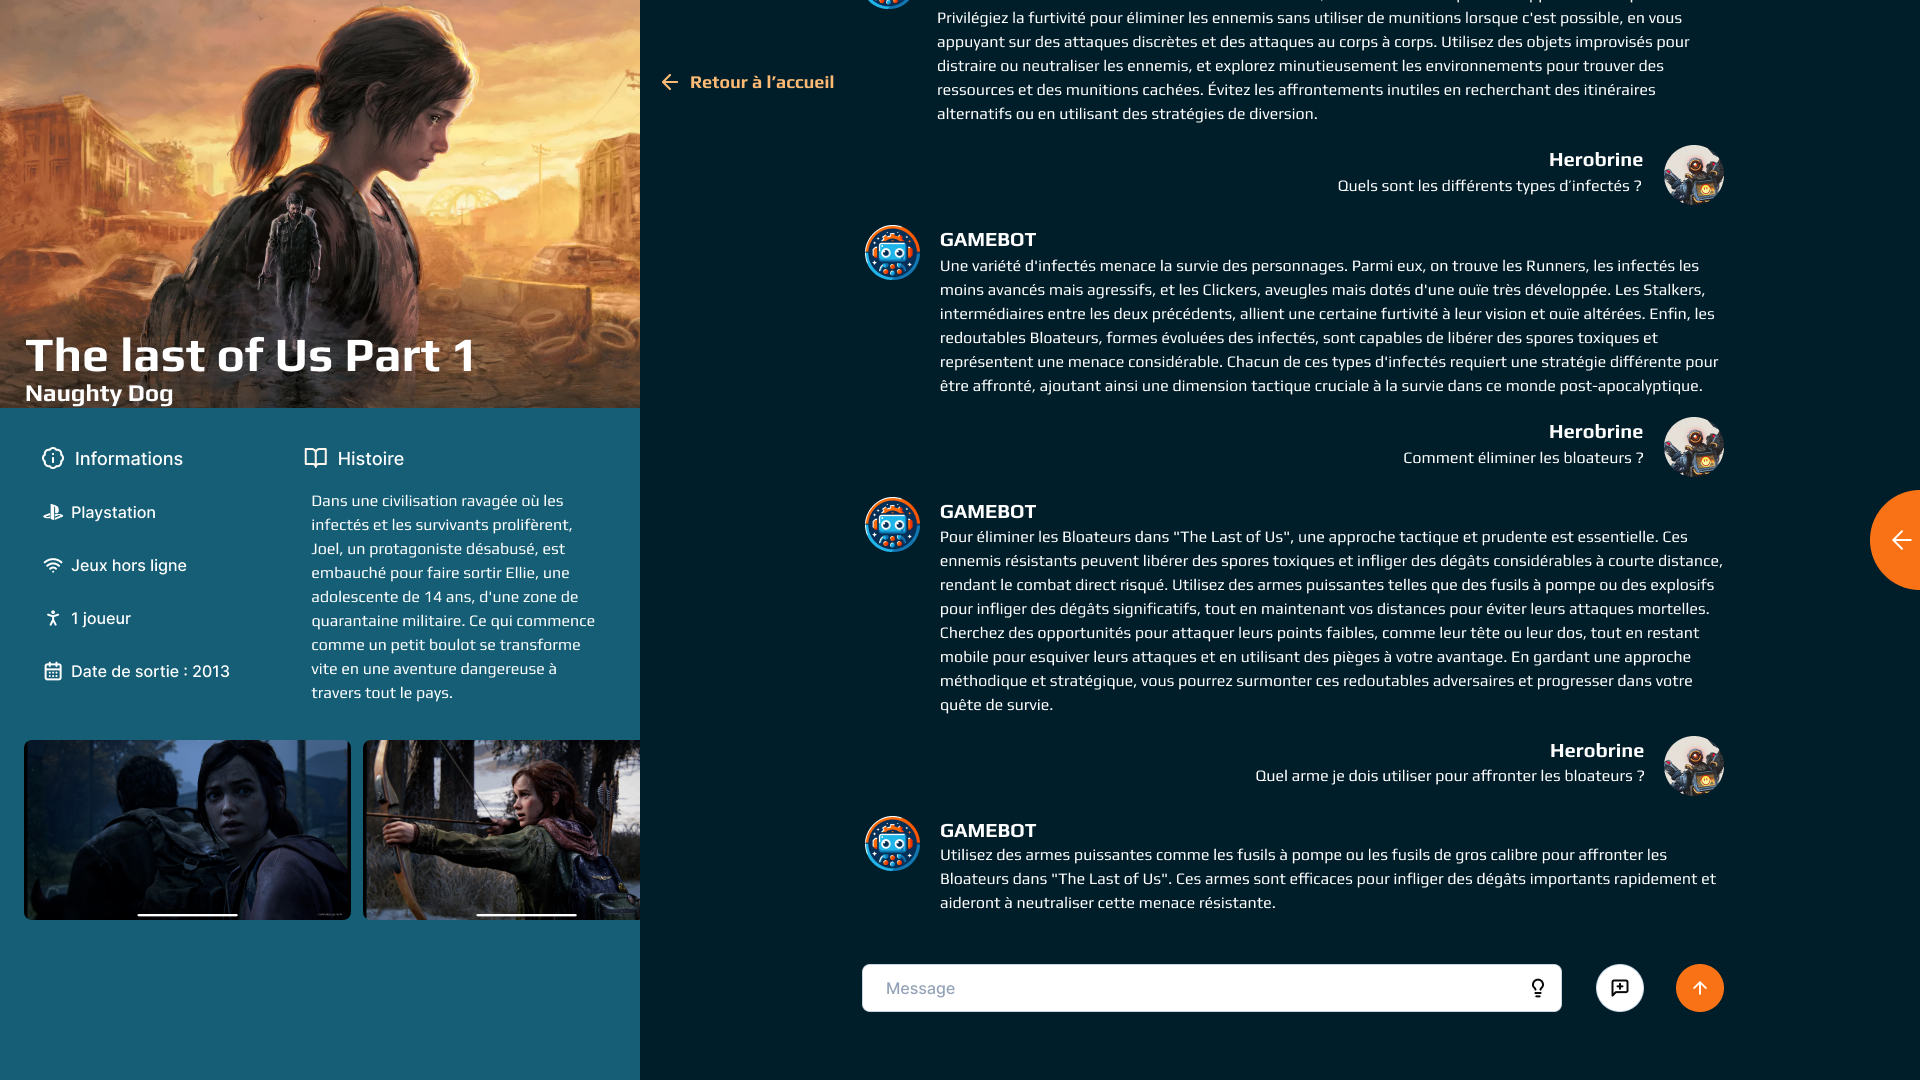 The last of Us Part 1
Naughty Dog
Informations
Playstation
Jeux hors ligne
1 joueur
Date de sortie : 2013
Histoire
Dans une civilisation ravagée où les
infectés et les survivants prolifèrent,
Joel, un protagoniste désabusé, est
embauché pour faire sortir Ellie, une
adolescente de 14 ans, d'une zone de
quarantaine militaire. Ce qui commence
comme un petit boulot se transforme
vite en une aventure dangereuse à
travers tout le pays.
Retour à l’accueil
Privilégiez la furtivité pour éliminer les ennemis sans utiliser de munitions lorsque c'est possible, en vous
appuyant sur des attaques discrètes et des attaques au corps à corps. Utilisez des objets improvisés pour
distraire ou neutraliser les ennemis, et explorez minutieusement les environnements pour trouver des
ressources et des munitions cachées. Évitez les affrontements inutiles en recherchant des itinéraires
alternatifs ou en utilisant des stratégies de diversion.
Herobrine
Quels sont les différents types d'infectés ?
GAMEBOT
Une variété d'infectés menace la survie des personnages. Parmi eux, on trouve les Runners, les infectés les
moins avancés mais agressifs, et les Clickers, aveugles mais dotés d'une ouïe très développée. Les Stalkers,
intermédiaires entre les deux précédents, allient une certaine furtivité à leur vision et ouïe altérées. Enfin, les
redoutables Bloaters, formes évoluées des infectés, sont capables de libérer des spores toxiques et
représentent une menace considérable. Chacun de ces types d'infectés requiert une stratégie différente pour
être affronté, ajoutant ainsi une dimension tactique cruciale à la survie dans ce monde post-apocalyptique.
Herobrine
Comment éliminer les bloateurs ?
GAMEBOT
Pour éliminer les Bloateurs dans "The Last of Us", une approche tactique et prudente est essentielle. Ces
ennemis résistants peuvent libérer des spores toxiques et infliger des dégâts considérables à courte distance,
rendant le combat direct risqué. Utilisez des armes puissantes telles que des fusils à pompe ou des explosifs
pour infliger des dégâts significatifs, tout en maintenant vos distances pour éviter leurs attaques mortelles.
Cherchez des opportunités pour attaquer leurs points faibles, comme leur tête ou leur dos, tout en restant
mobile pour esquiver leurs attaques et en utilisant des pièges à votre avantage. En gardant une approche
méthodique et stratégique, vous pourrez surmonter ces redoutables adversaires et progresser dans votre
quête de survie.
Herobrine
Quel arme je dois utiliser pour affronter les bloateurs ?
GAMEBOT
Utilisez des armes puissantes comme les fusils à pompe ou les fusils de gros calibre pour affronter les
Bloateurs dans "The Last of Us". Ces armes sont efficaces pour infliger des dégâts importants rapidement et
aideront à neutraliser cette menace résistante.
Message